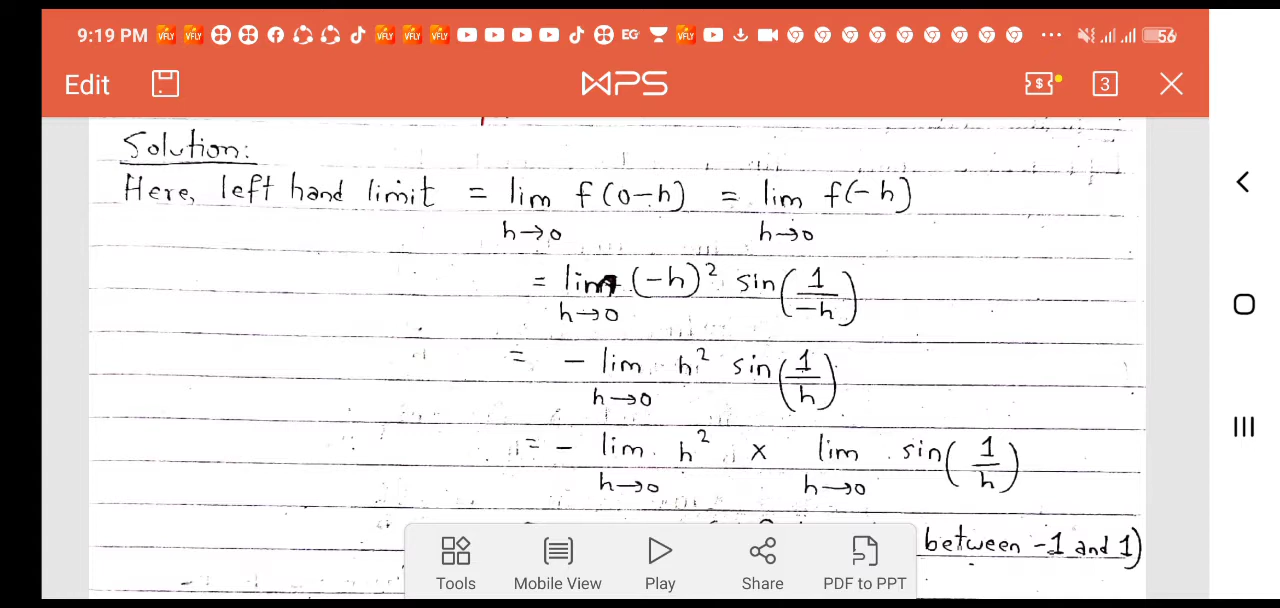 9:19 PM EG 56
Edit WPS $ 3
Solution:
Here, left hand limit = lim f(0-h) = lim f(-h)
h→0 h→0
= lim (-h)² sin(1/-h)
h→0
= - lim h² sin(1/h)
h→0
= - lim h² x lim sin(1/h)
h→0 h→0
between -1 and 1)
Tools Mobile View Play Share PDF to PPT